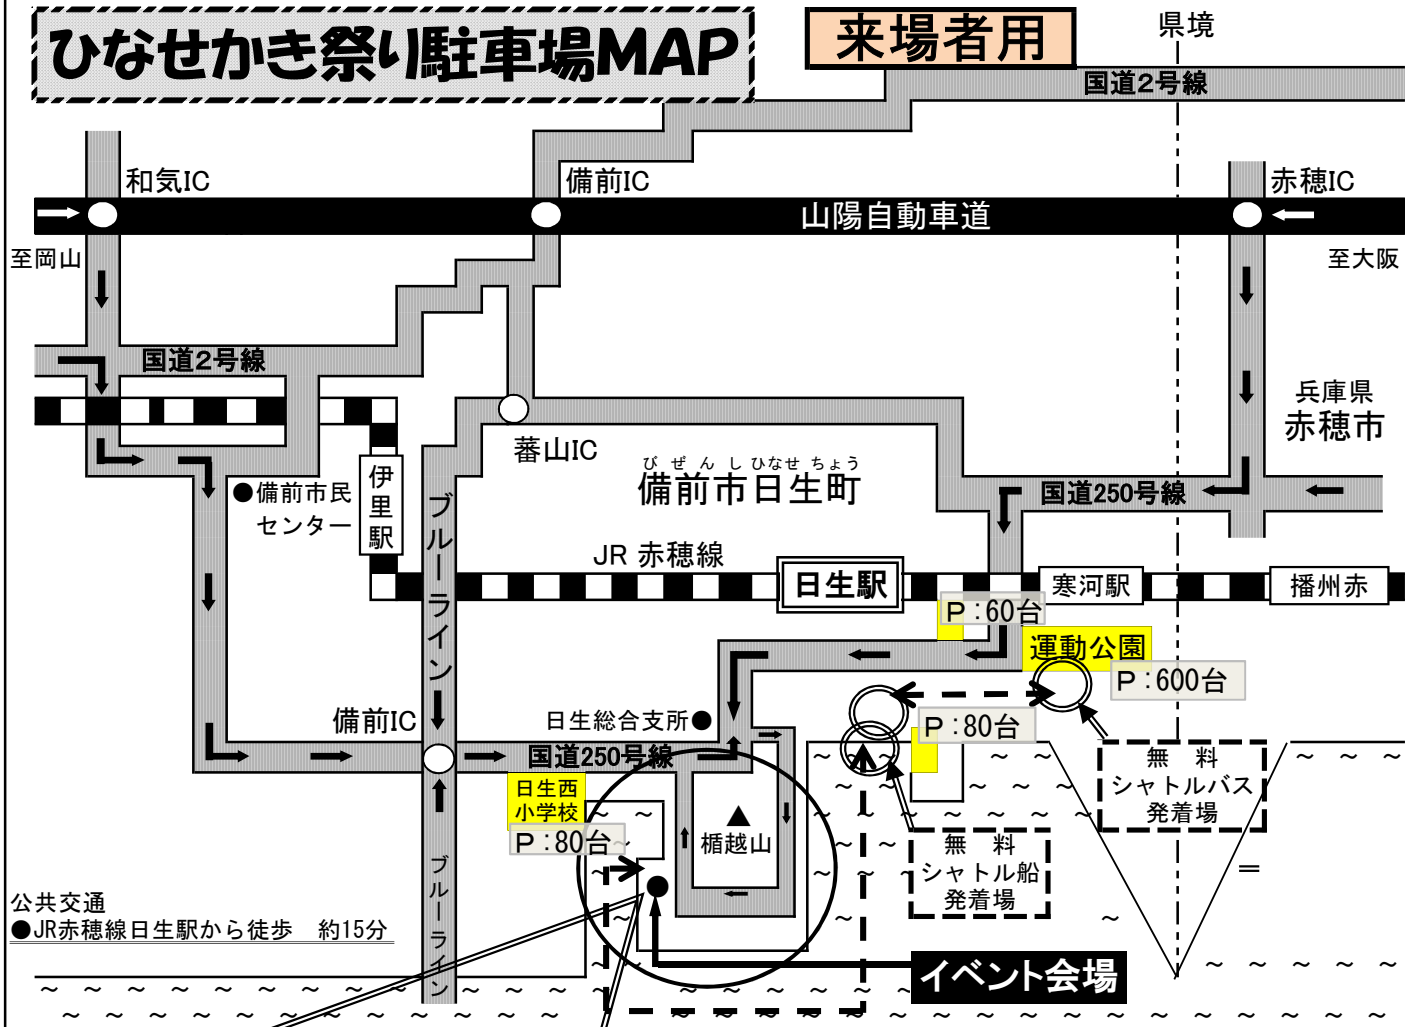 ひなせかき祭り駐車場MAP
来場者用
県境
国道2号線
和気IC
備前IC
赤穂IC
山陽自動車道
至岡山
至大阪
国道2号線
兵庫県
赤穂市
蕃山IC
びぜんしひなせちょう
備前市日生町
国道250号線
●備前市民
センター
伊里駅
ブルーライン
JR 赤穂線
日生駅
寒河駅
播州赤
P:60台
運動公園
P:600台
備前IC
日生総合支所●
P:80台
国道250号線
日生西
小学校
P:80台
楯越山
無 料
シャトルバス
発着場
無 料
シャトル船
発着場
ブルーライン
公共交通
●JR赤穂線日生駅から徒歩 約15分
イベント会場